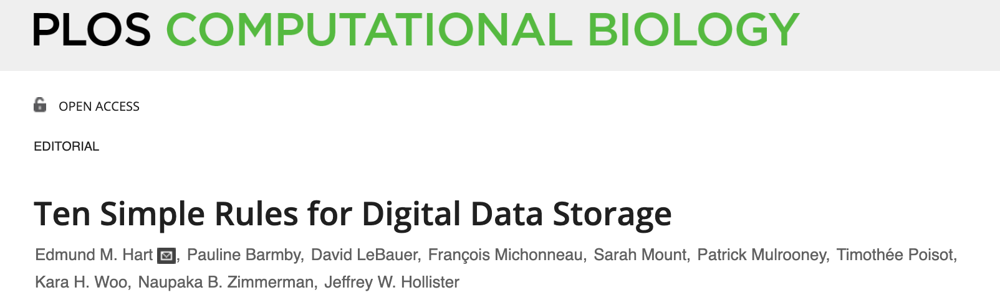 PLOS COMPUTATIONAL BIOLOGY
OPEN ACCESS
EDITORIAL
Ten Simple Rules for Digital Data Storage
Edmund M. Hart , Pauline Barmby, David LeBauer, François Michonneau, Sarah Mount, Patrick Mulrooney, Timothée Poisot,
Kara H. Woo, Naupaka B. Zimmerman, Jeffrey W. Hollister